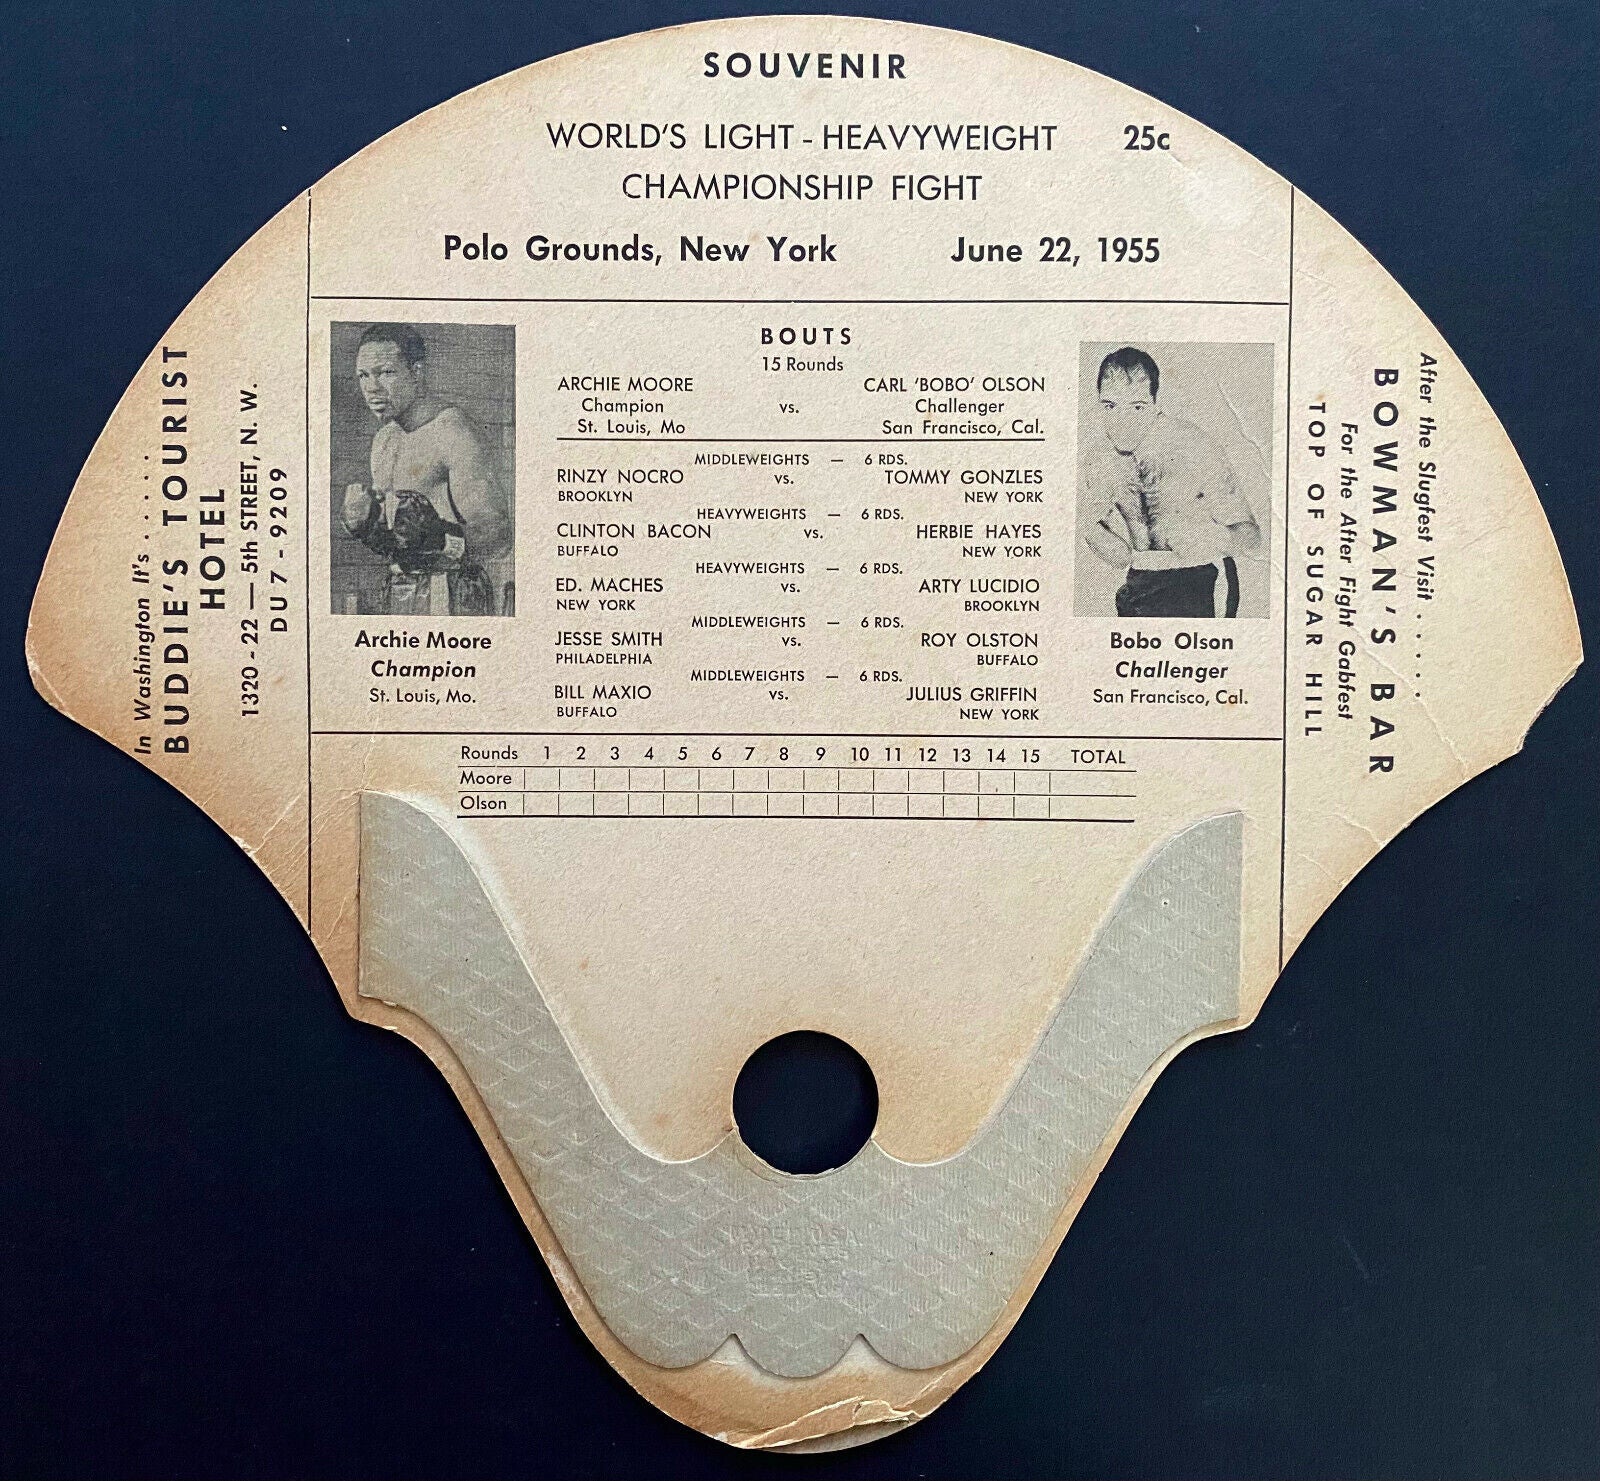 SOUVENIR
WORLD'S LIGHT - HEAVYWEIGHT 25c
CHAMPIONSHIP FIGHT
Polo Grounds, New York June 22, 1955
In Washington It's . . . . .
BUDDIE'S TOURIST
HOTEL
1320 - 22 — 5th STREET, N. W.
DU 7 - 9209
Archie Moore
Champion
St. Louis, Mo.
BOUTS
15 Rounds
ARCHIE MOORE CARL 'BOBO' OLSON
Champion vs. Challenger
St. Louis, Mo San Francisco, Cal.
MIDDLEWEIGHTS — 6 RDS.
RINZY NOCRO vs. TOMMY GONZLES
BROOKLYN NEW YORK
HEAVYWEIGHTS — 6 RDS.
CLINTON BACON vs. HERBIE HAYES
BUFFALO NEW YORK
HEAVYWEIGHTS — 6 RDS.
ED. MACHES vs. ARTY LUCIDIO
NEW YORK BROOKLYN
MIDDLEWEIGHTS — 6 RDS.
JESSE SMITH vs. ROY OLSTON
PHILADELPHIA BUFFALO
MIDDLEWEIGHTS — 6 RDS.
BILL MAXIO vs. JULIUS GRIFFIN
BUFFALO NEW YORK
Bobo Olson
Challenger
San Francisco, Cal.
After the Slugfest Visit . . . . . .
BOWMAN'S BAR
For the After Fight Gabfest
TOP OF SUGAR HILL
Rounds 1 2 3 4 5 6 7 8 9 10 11 12 13 14 15 TOTAL
Moore
Olson